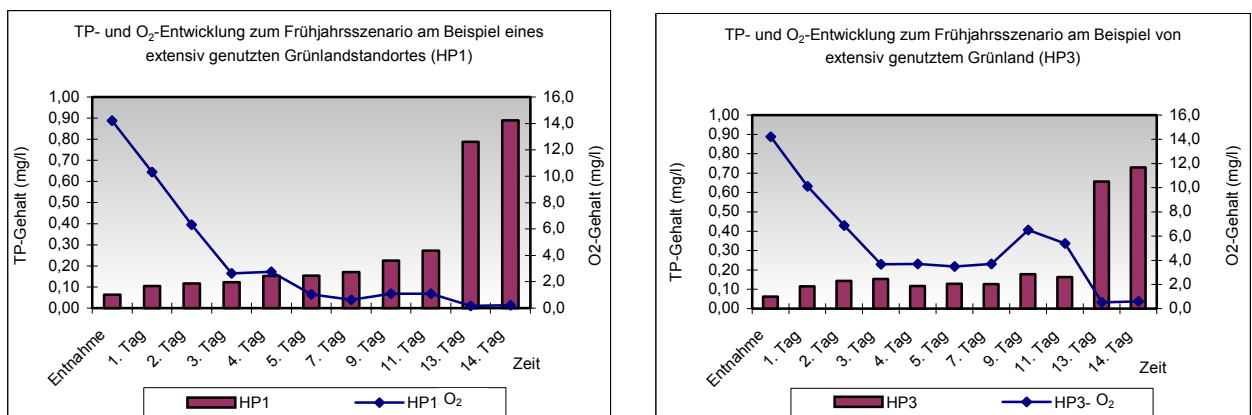 TP- und O2-Entwicklung zum Frühjahrsszenario am Beispiel eines
extensiv genutzten Grünlandstandortes (HP1)
TP-Gehalt (mg/l)
1,00
0,90
0,80
0,70
0,60
0,50
0,40
0,30
0,20
0,10
0,00
16,0
14,0
12,0
10,0
8,0
6,0
4,0
2,0
0,0
O2-Gehalt (mg/l)
Entnahme
1. Tag
2. Tag
3. Tag
4. Tag
5. Tag
7. Tag
9. Tag
11. Tag
13. Tag
14. Tag
Zeit
HP1
HP1 O2
TP- und O2-Entwicklung zum Frühjahrsszenario am Beispiel von
extensiv genutztem Grünland (HP3)
TP-Gehalt (mg/l)
1,00
0,90
0,80
0,70
0,60
0,50
0,40
0,30
0,20
0,10
0,00
16,0
14,0
12,0
10,0
8,0
6,0
4,0
2,0
0,0
O2-Gehalt (mg/l)
Entnahme
1. Tag
2. Tag
3. Tag
4. Tag
5. Tag
7. Tag
9. Tag
11. Tag
13. Tag
14. Tag
Zeit
HP3
HP3- O2